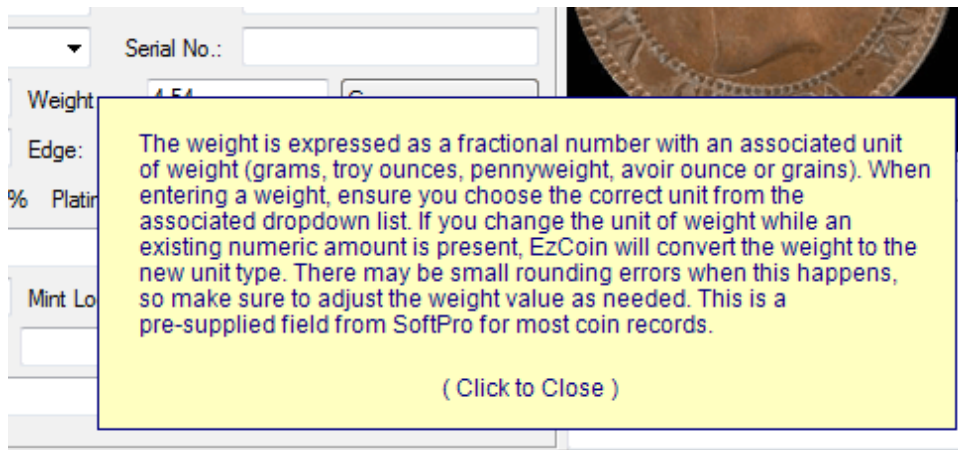 Serial No.:
Weight
4.54
Edge:
The weight is expressed as a fractional number with an associated unit
of weight (grams, troy ounces, pennyweight, avoir ounce or grains). When
entering a weight, ensure you choose the correct unit from the
associated dropdown list. If you change the unit of weight while an
existing numeric amount is present, EzCoin will convert the weight to the
new unit type. There may be small rounding errors when this happens,
so make sure to adjust the weight value as needed. This is a
pre-supplied field from SoftPro for most coin records.
( Click to Close )
% Platin
Mint Lo